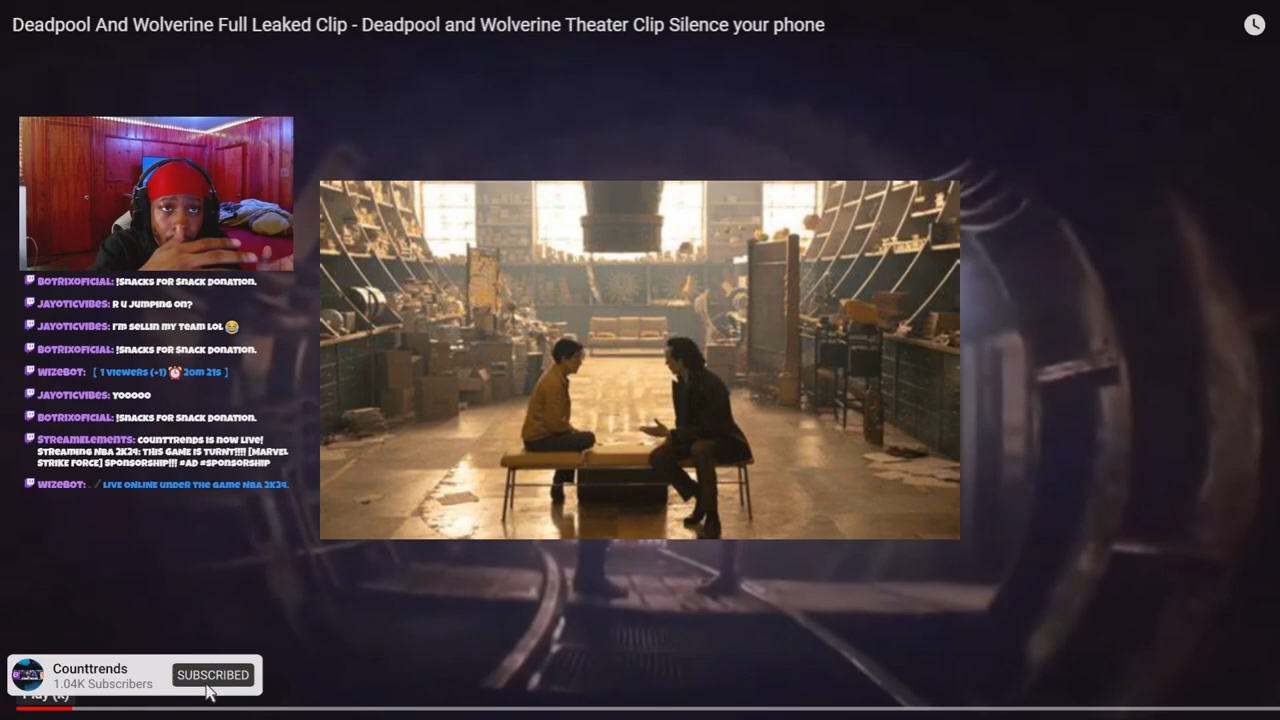 Deadpool And Wolverine Full Leaked Clip - Deadpool and Wolverine Theater Clip Silence your phone
BOTRIXOFICIAL: !SNACKS FOR SNACK DONATION.
JAYOTICVIBES: R U JUMPING ON?
JAYOTICVIBES: I'M SELLIN MY TEAM LOL 😂
BOTRIXOFICIAL: !SNACKS FOR SNACK DONATION.
WIZEBOT: [ 1 VIEWERS (+1) ⏰ 20M 21S ]
JAYOTICVIBES: YOOOOO
BOTRIXOFICIAL: !SNACKS FOR SNACK DONATION.
STREAMELEMENTS: COUNTTRENDS IS NOW LIVE!
STREAMING NBA 2K24: THIS GAME IS TURNT!!!! [MARVEL
STRIKE FORCE] SPONSORSHIP!!! #AD #SPONSORSHIP
WIZEBOT: LIVE ONLINE UNDER THE GAME NBA 2K24.
Counttrends
1.04K Subscribers
SUBSCRIBED
Play (k)